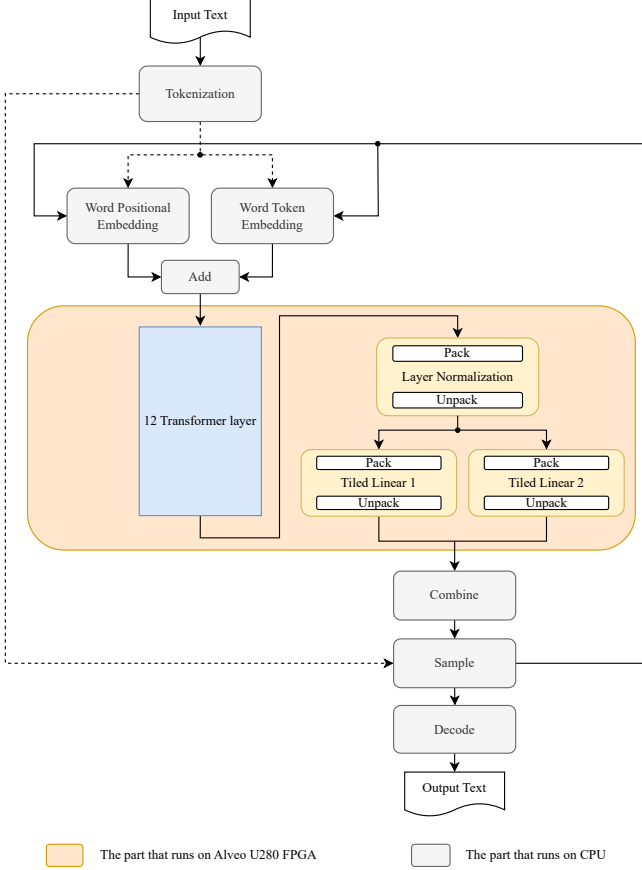 Input Text
Tokenization
Word Positional
Embedding
Word Token
Embedding
Add
12 Transformer layer
Pack
Layer Normalization
Unpack
Pack
Tiled Linear 1
Unpack
Pack
Tiled Linear 2
Unpack
Combine
Sample
Decode
Output Text
The part that runs on Alveo U280 FPGA
The part that runs on CPU